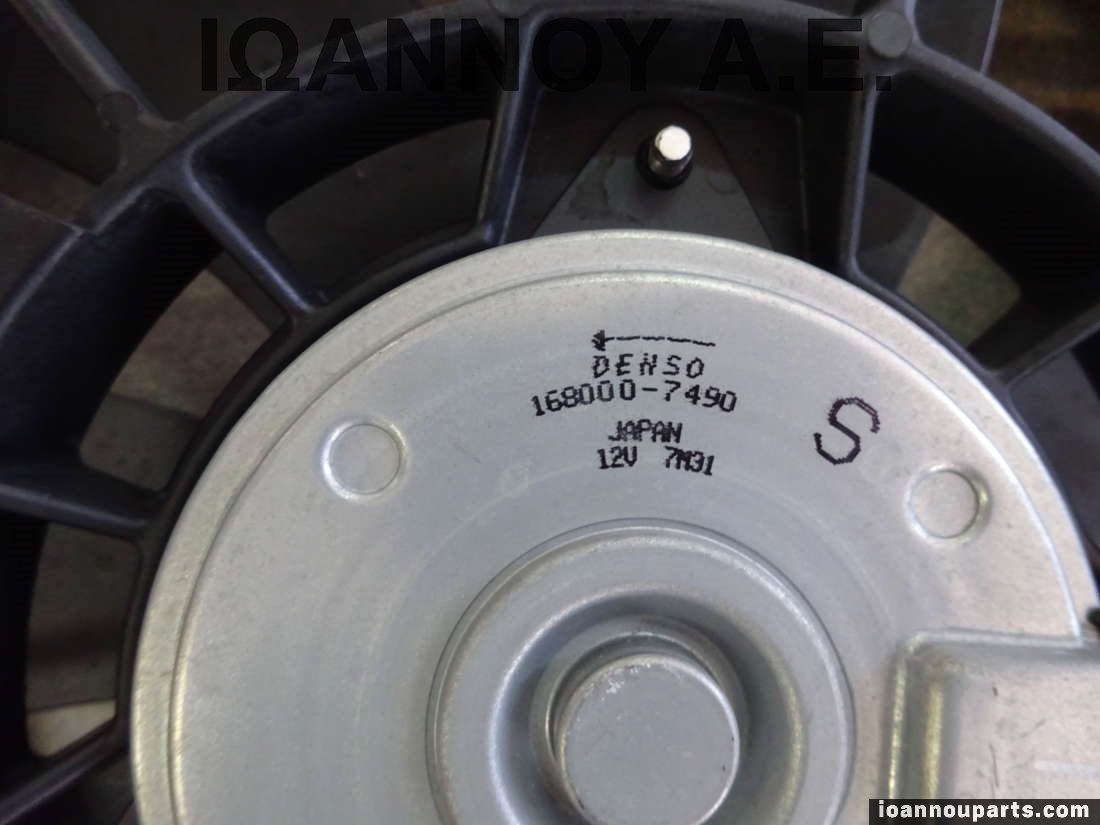 ΙΩΑΝΝΟΥ Α.Ε.
DENSO
168000-7490
S
JAPAN
12V 7M31
ioannouparts.com